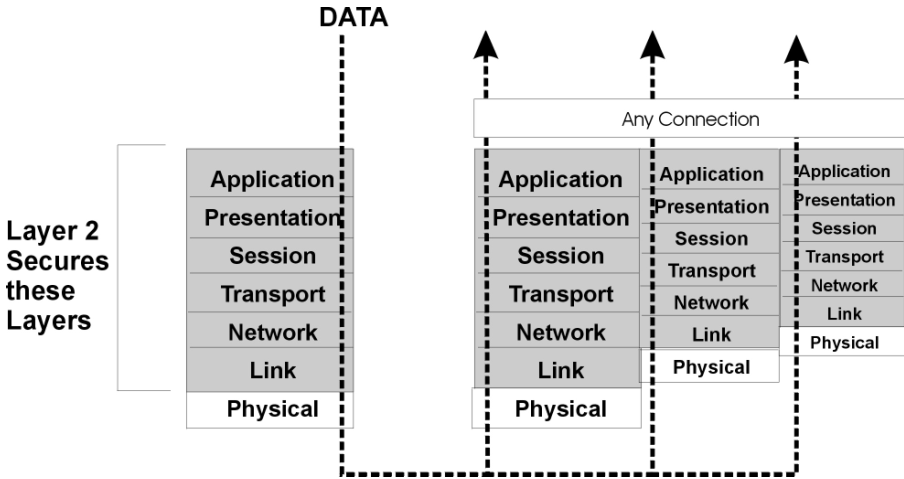 DATA
Any Connection
Layer 2
Secures
these
Layers
Application
Presentation
Session
Transport
Network
Link
Physical
Application
Presentation
Session
Transport
Network
Link
Physical
Application
Presentation
Session
Transport
Network
Link
Physical
Application
Presentation
Session
Transport
Network
Link
Physical